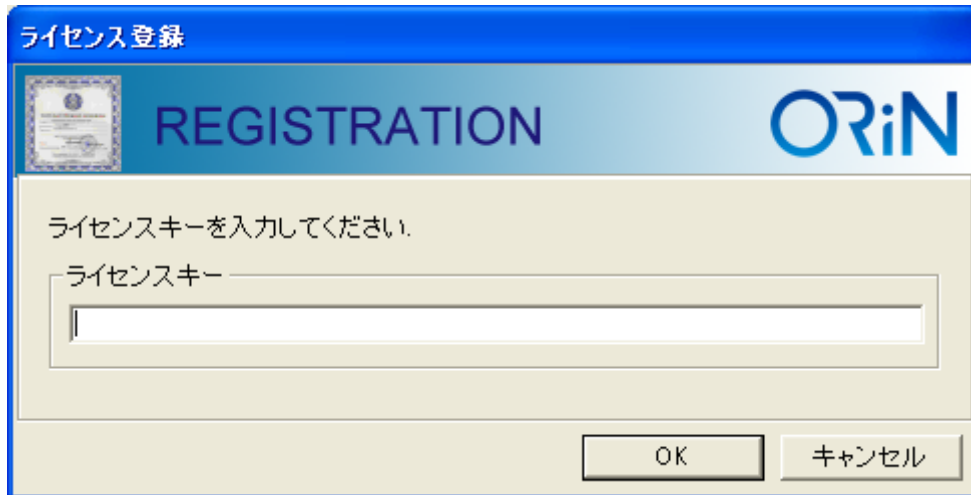 ライセンス登録
REGISTRATION
ORiN
ライセンスキーを入力してください.
ライセンスキー
OK
キャンセル